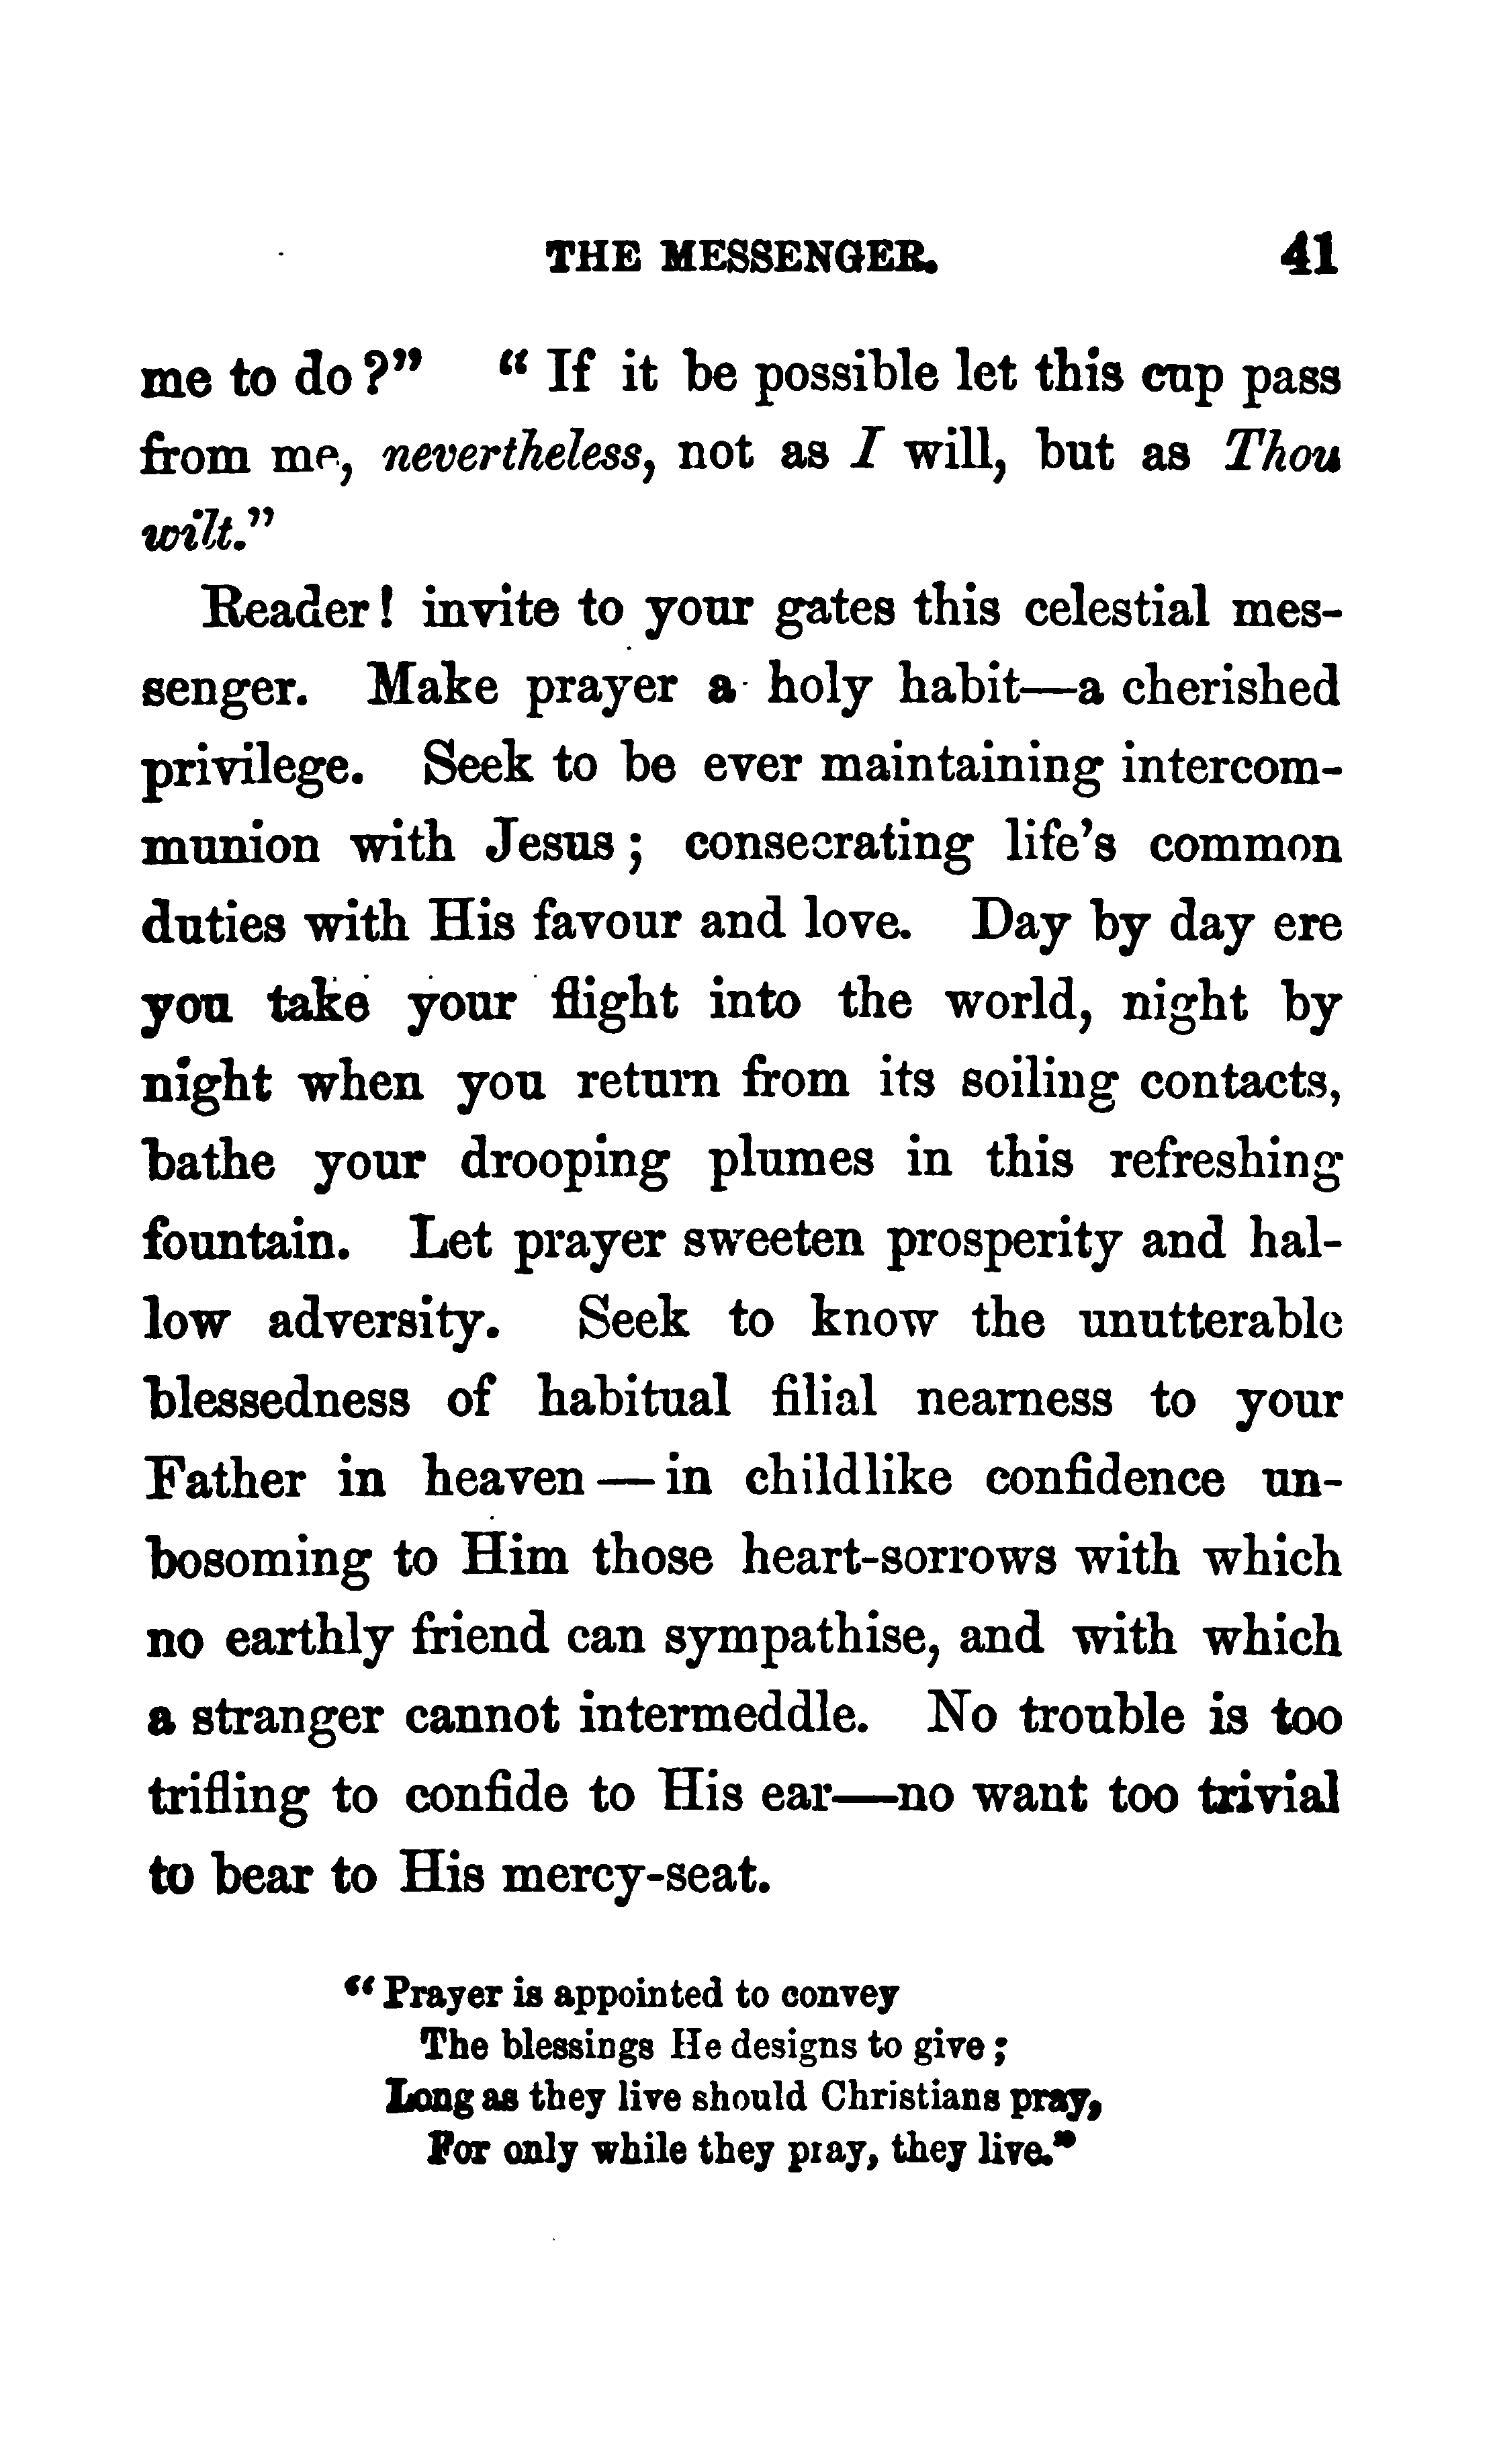 THE MESSENGER. 41
me to do?" "If it be possible let this cup pass
from me, nevertheless, not as I will, but as Thou
wilt."
Reader! invite to your gates this celestial mes-
senger. Make prayer a holy habit—a cherished
privilege. Seek to be ever maintaining intercom-
munion with Jesus; consecrating life's common
duties with His favour and love. Day by day ere
you take your flight into the world, night by
night when you return from its soiling contacts,
bathe your drooping plumes in this refreshing
fountain. Let prayer sweeten prosperity and hal-
low adversity. Seek to know the unutterable
blessedness of habitual filial nearness to your
Father in heaven—in childlike confidence un-
bosoming to Him those heart-sorrows with which
no earthly friend can sympathise, and with which
a stranger cannot intermeddle. No trouble is too
trifling to confide to His ear—no want too trivial
to bear to His mercy-seat.
"Prayer is appointed to convey
The blessings He designs to give;
Long as they live should Christians pray,
For only while they pray, they live."